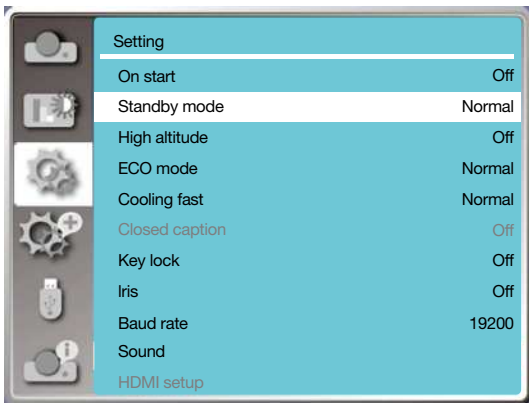 Setting
On start Off
Standby mode Normal
High altitude Off
ECO mode Normal
Cooling fast Normal
Closed caption Off
Key lock Off
Iris Off
Baud rate 19200
Sound
HDMI setup